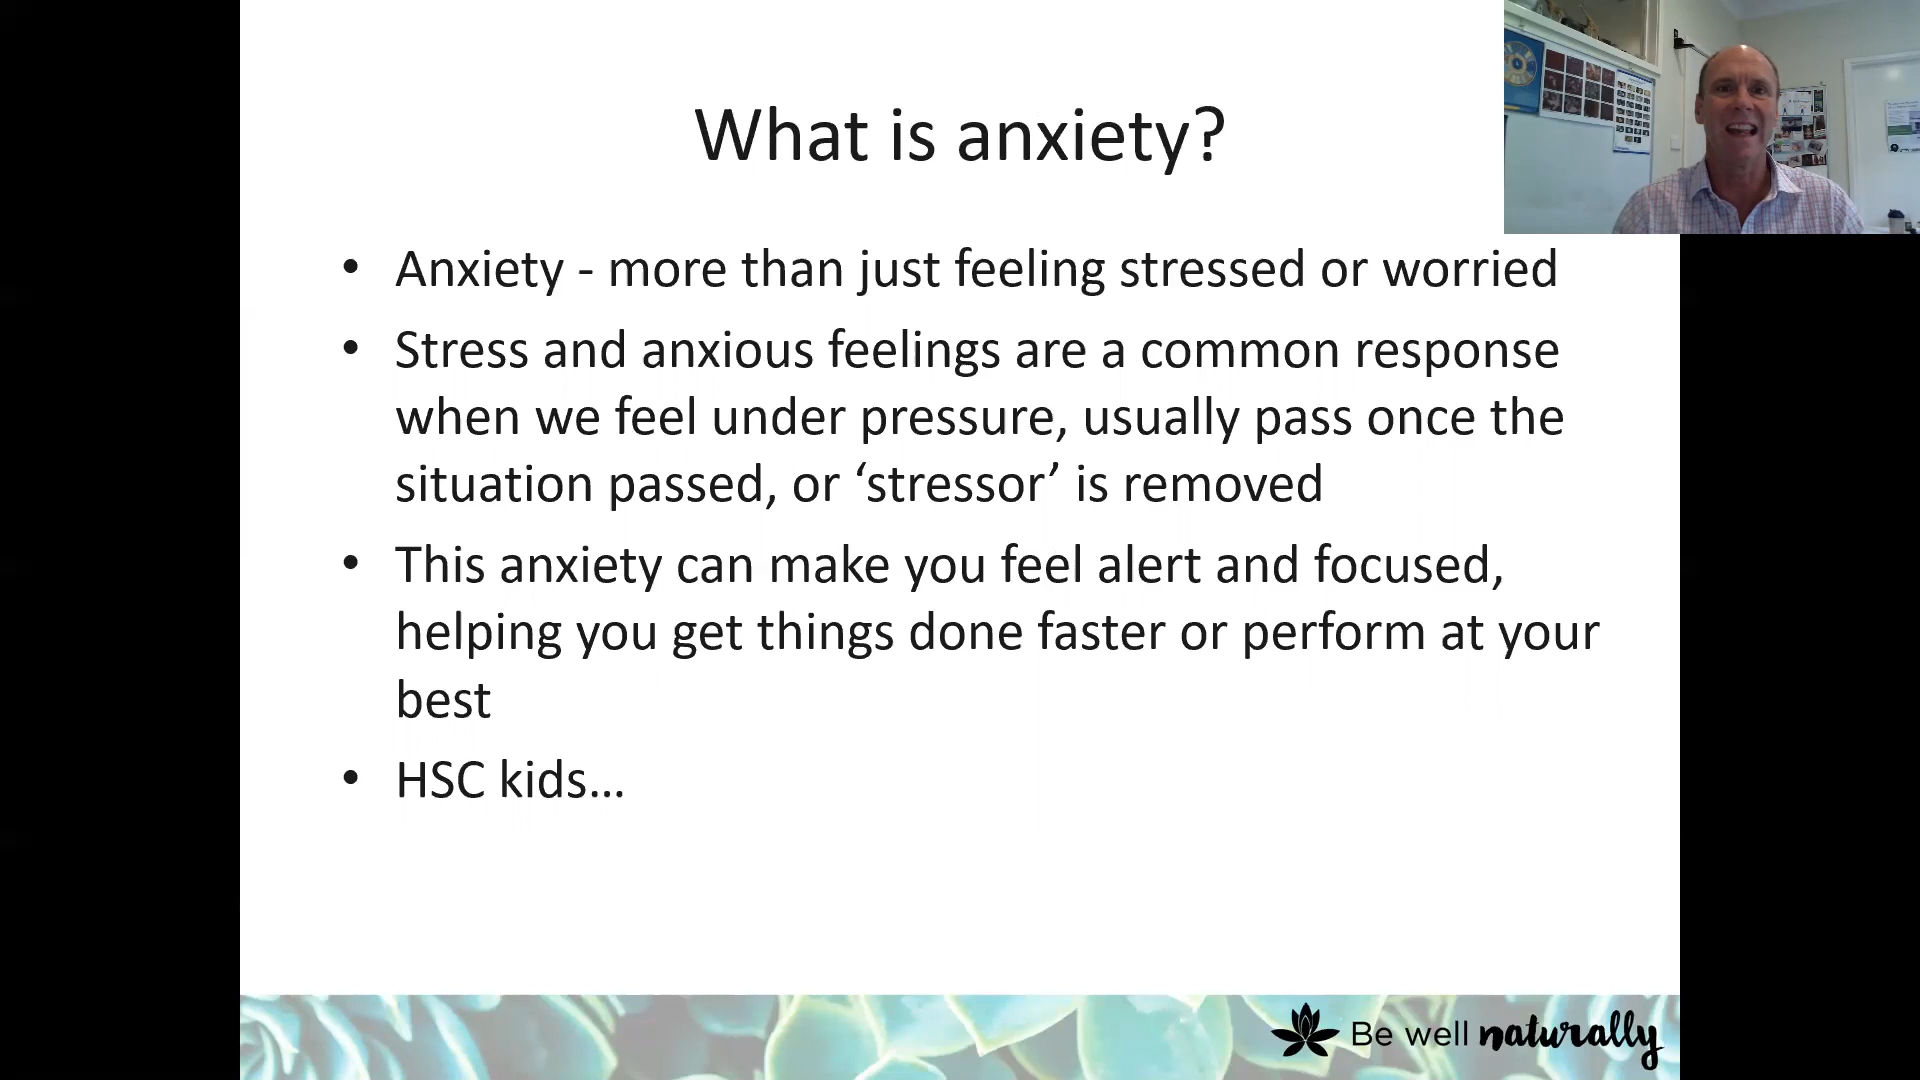 What is anxiety?
• Anxiety - more than just feeling stressed or worried
• Stress and anxious feelings are a common response
when we feel under pressure, usually pass once the
situation passed, or ‘stressor’ is removed
• This anxiety can make you feel alert and focused,
helping you get things done faster or perform at your
best
• HSC kids…
Be well naturally